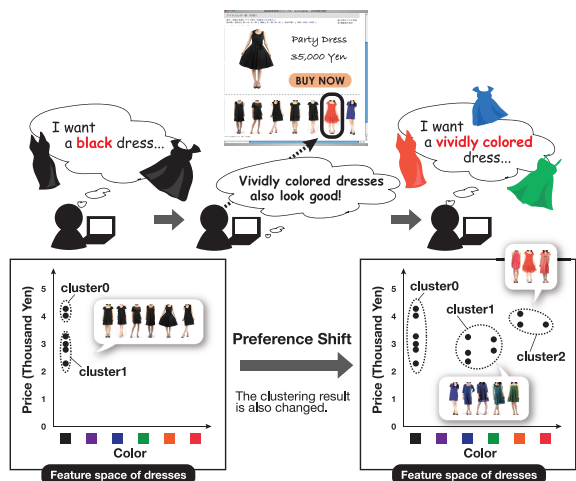 Party Dress
35,000 Yen
BUY NOW
I want
a black dress...
Vividly colored dresses
also look good!
I want
a vividly colored
dress...
Price (Thousand Yen)
5
4
3
2
1
0
cluster0
cluster1
Color
Feature space of dresses
Preference Shift
The clustering result
is also changed.
Price (Thousand Yen)
5
4
3
2
1
0
cluster0
cluster1
cluster2
Color
Feature space of dresses